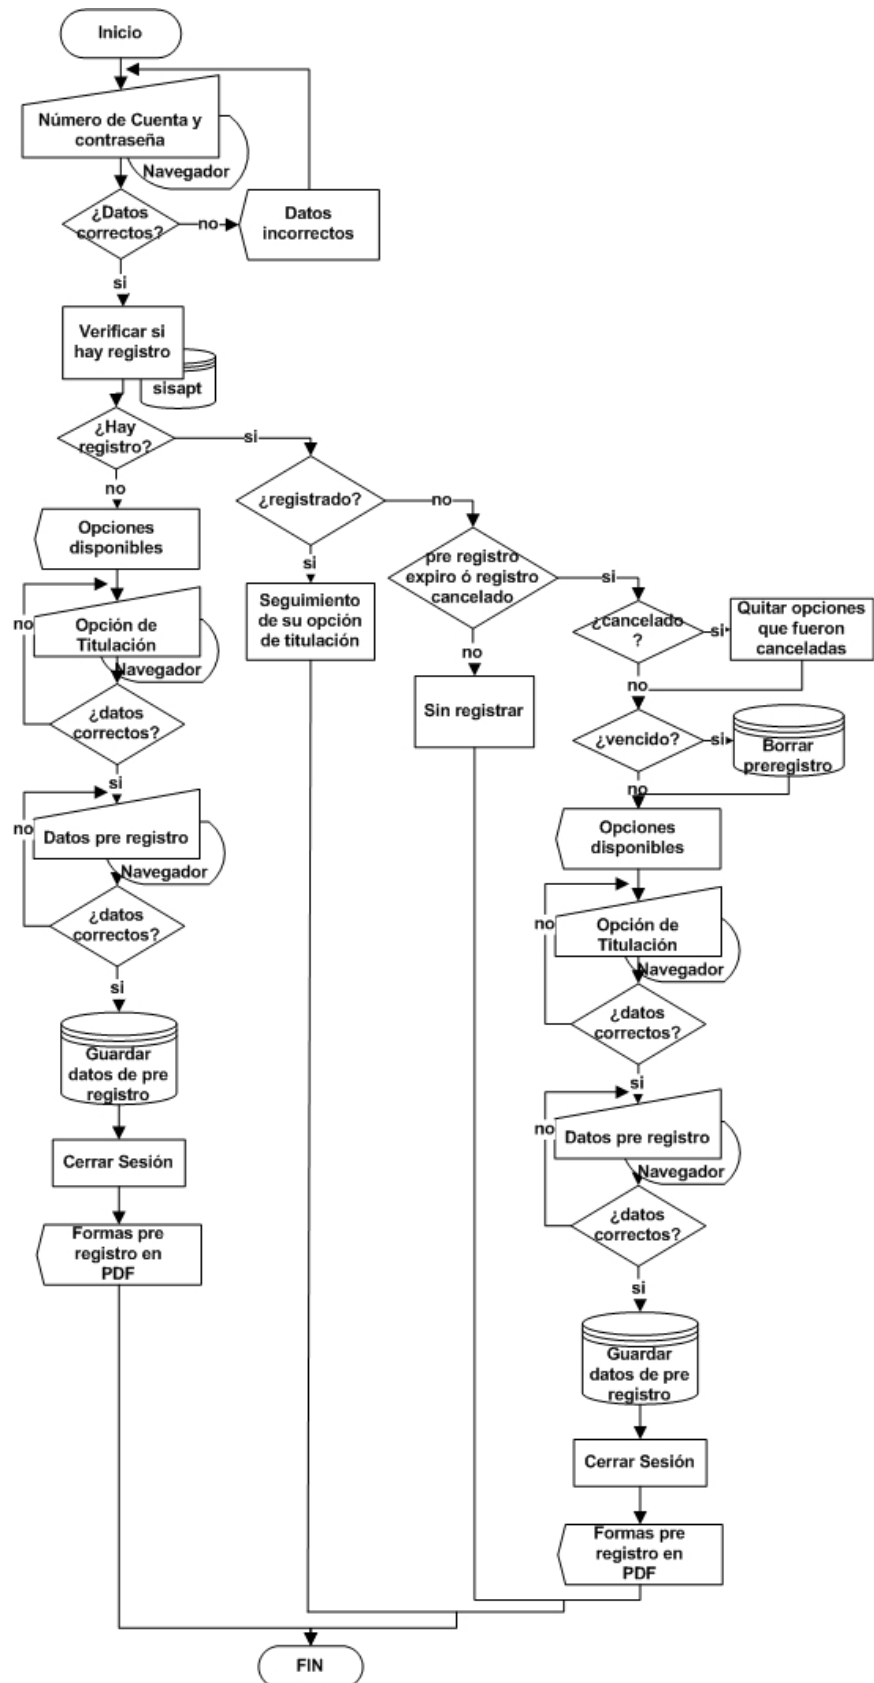 Inicio
Número de Cuenta y
contraseña
Navegador
¿Datos
correctos?
no
Datos
incorrectos
si
Verificar si
hay registro
sisapt
¿Hay
registro?
si
no
¿registrado?
no
si
Opciones
disponibles
pre registro
expiro ó registro
cancelado
si
no
Seguimiento
de su opción
de titulación
¿cancelado
?
si
Quitar opciones
que fueron
canceladas
no
Opción de
Titulación
Navegador
no
Sin registrar
¿datos
correctos?
si
¿vencido?
si
Borrar
preregistro
no
no
Datos pre registro
Navegador
¿datos
correctos?
si
Opciones
disponibles
no
Opción de
Titulación
Navegador
¿datos
correctos?
si
Guardar
datos de pre
registro
Cerrar Sesión
Formas pre
registro en
PDF
no
Datos pre registro
Navegador
¿datos
correctos?
si
Guardar
datos de pre
registro
Cerrar Sesión
Formas pre
registro en
PDF
FIN